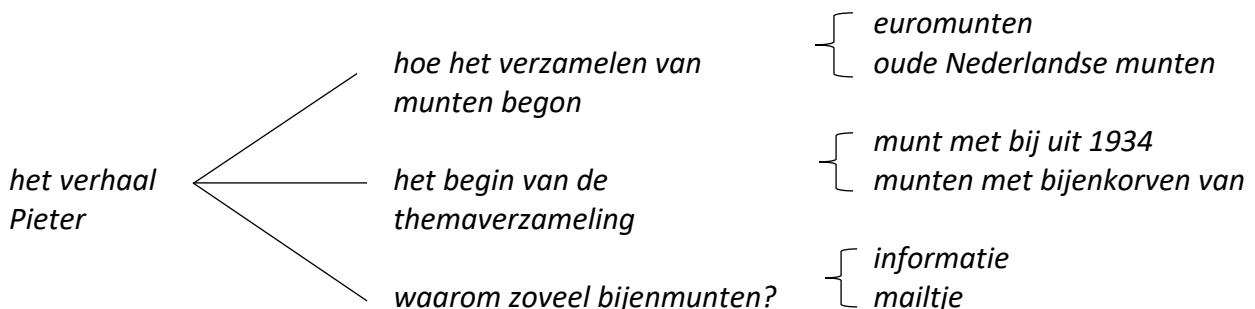 het verhaal
Pieter
hoe het verzamelen van
munten begon
euromunten
oude Nederlandse munten
het begin van de
themaverzameling
munt met bij uit 1934
munten met bijenkorven van
waarom zoveel bijenmunten?
informatie
mailtje